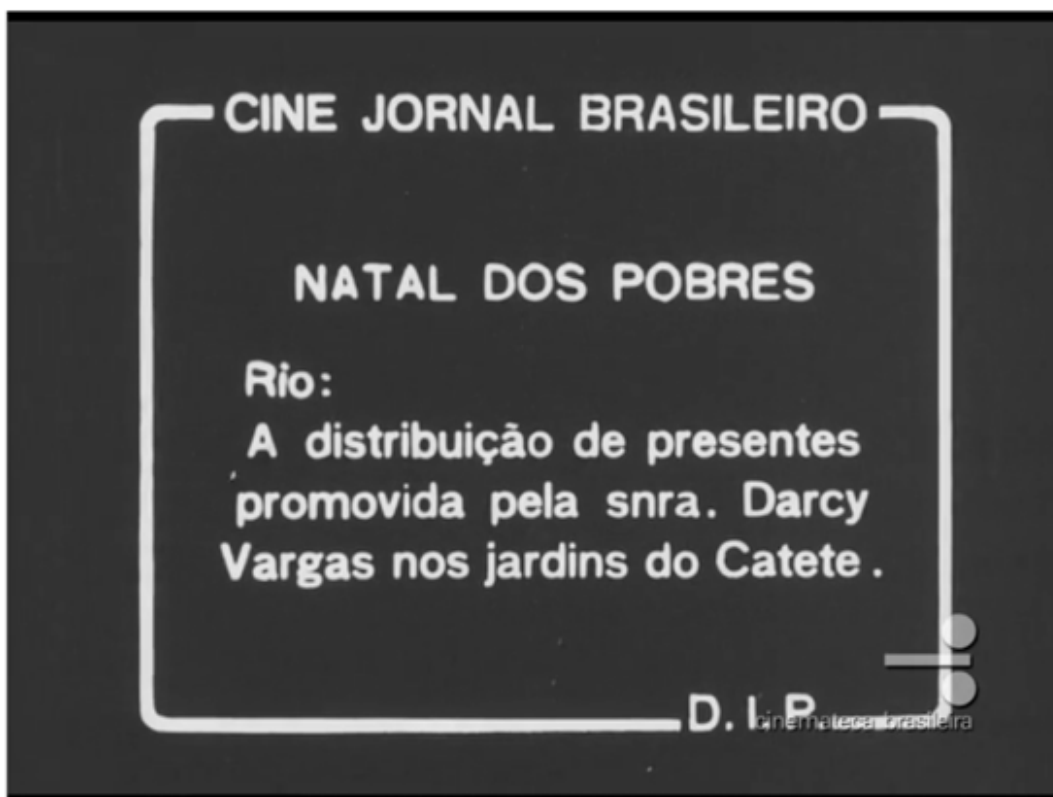 CINE JORNAL BRASILEIRO
NATAL DOS POBRES
Rio:
A distribuição de presentes
promovida pela snra. Darcy
Vargas nos jardins do Catete.
D. I. P.
cinemateca brasileira